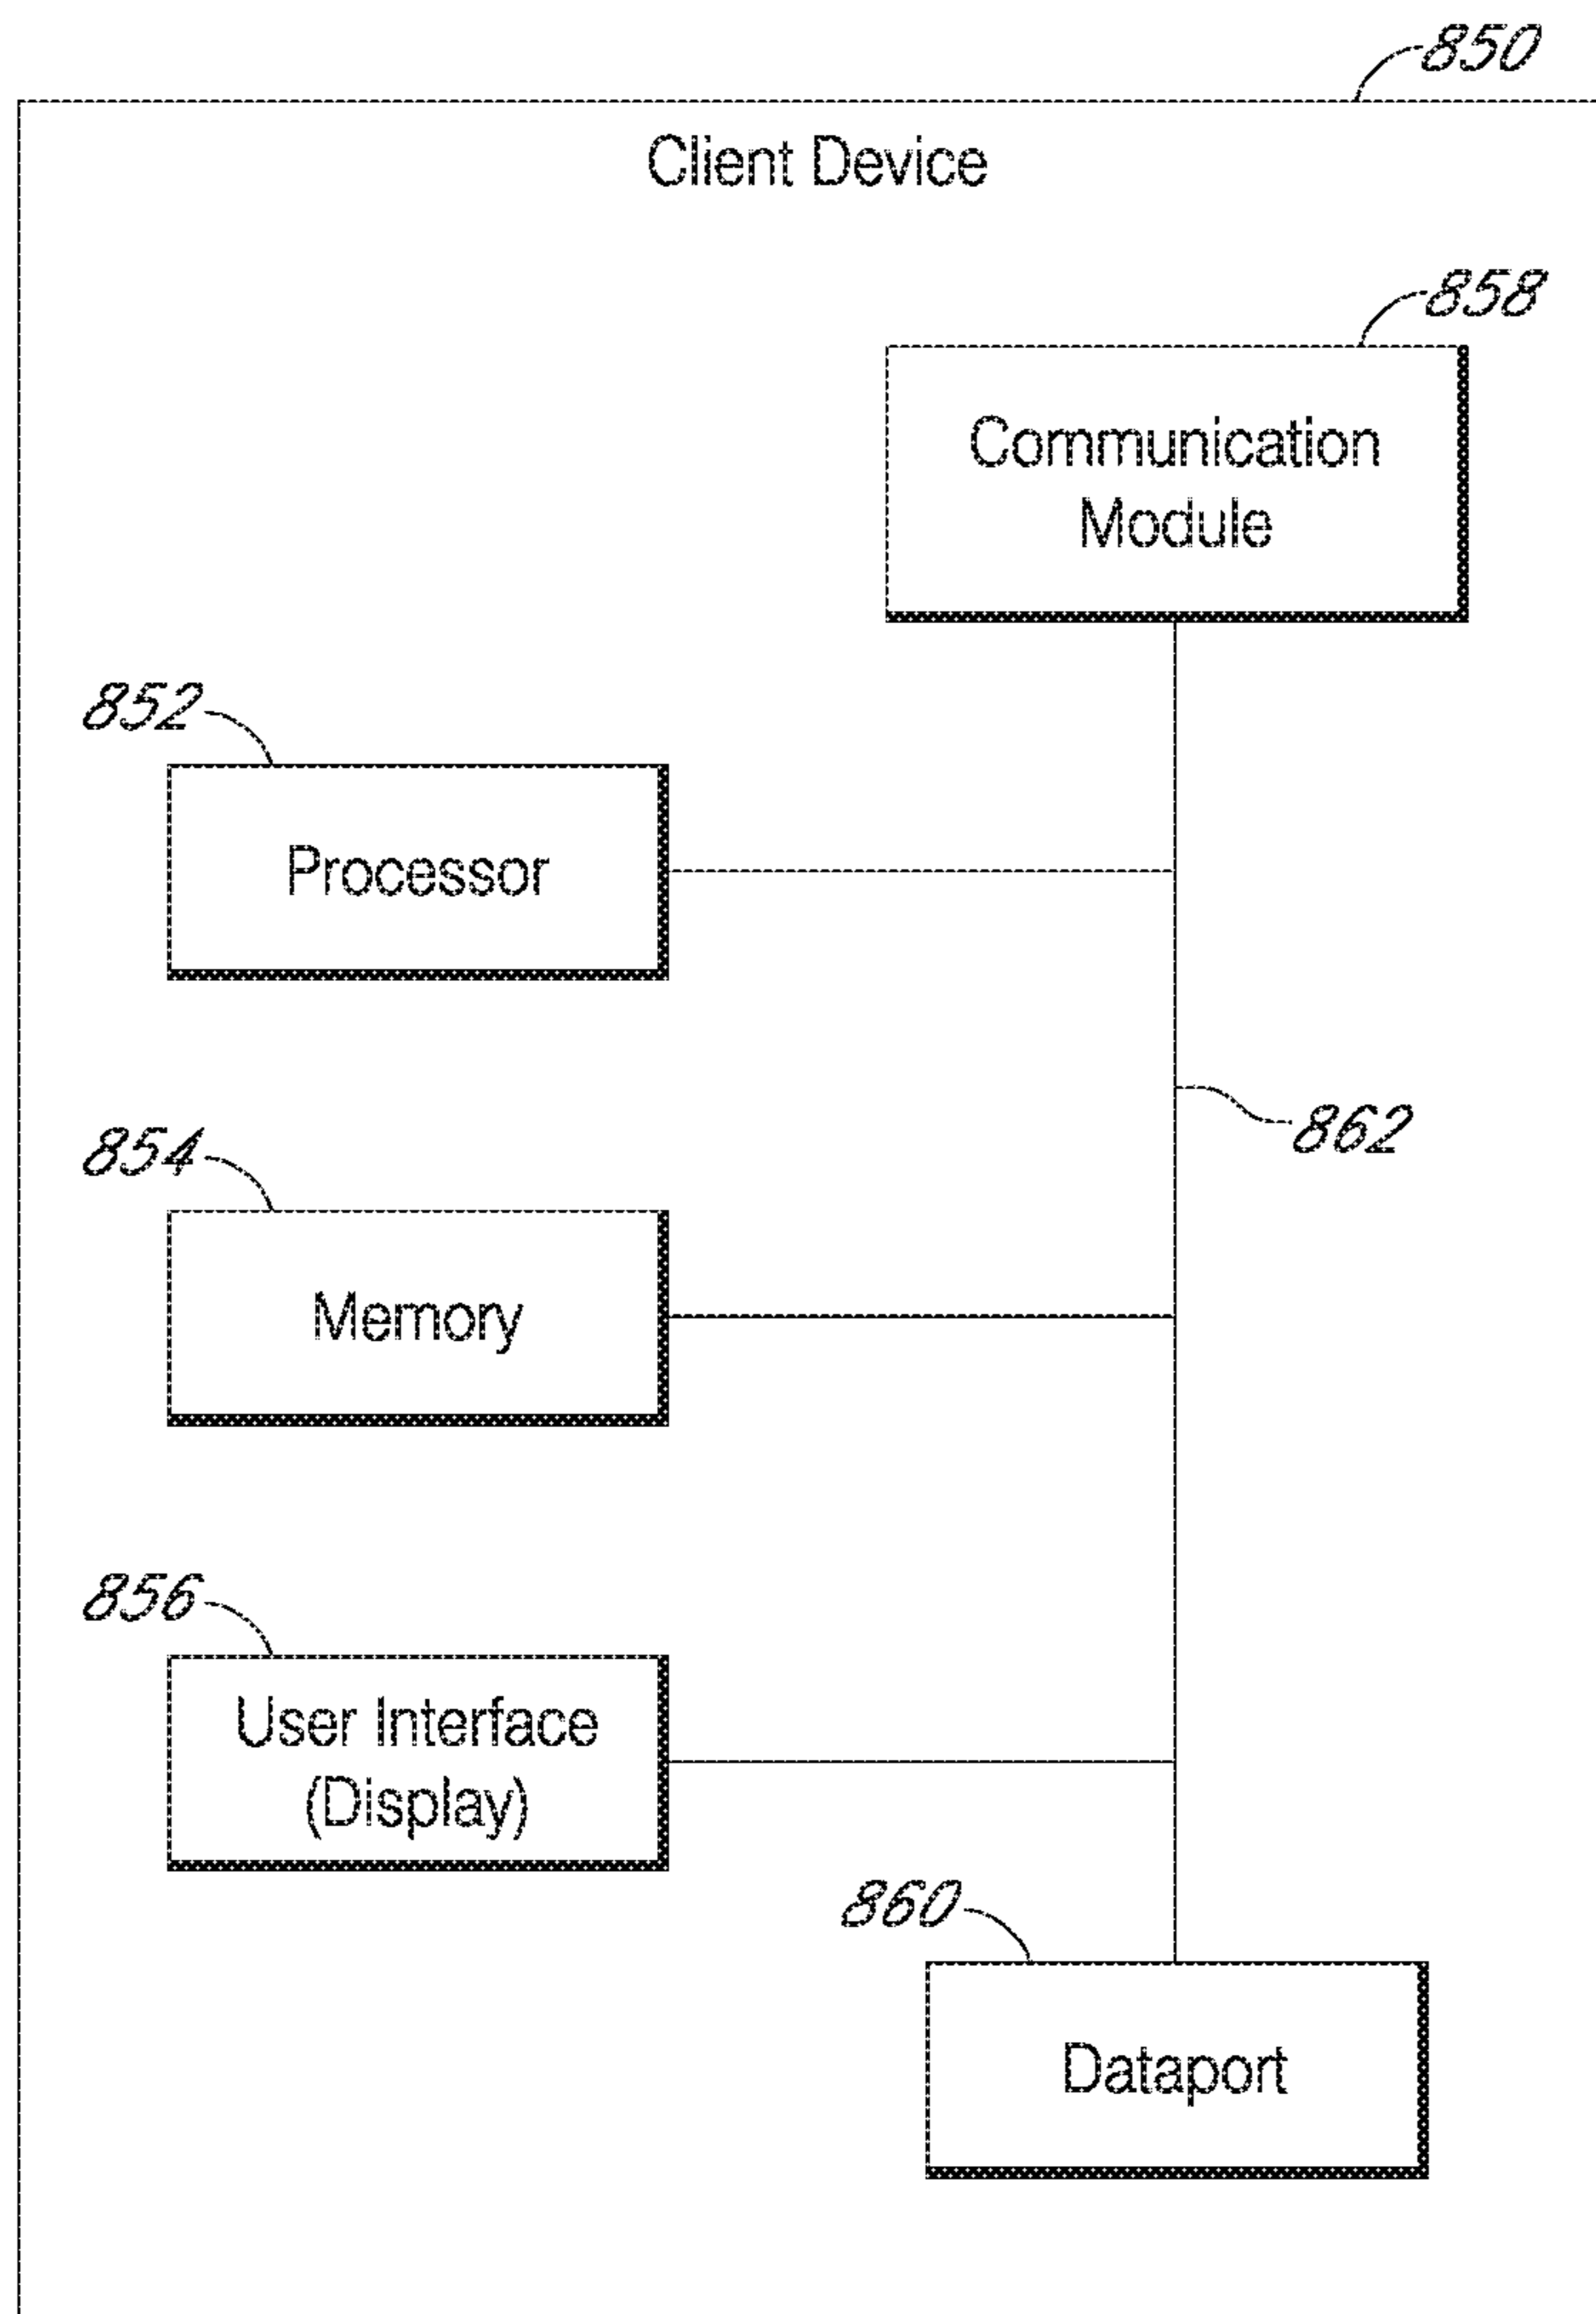 850
Client Device
858
Communication
Module
852
Processor
862
854
Memory
856
User Interface
(Display)
860
Dataport